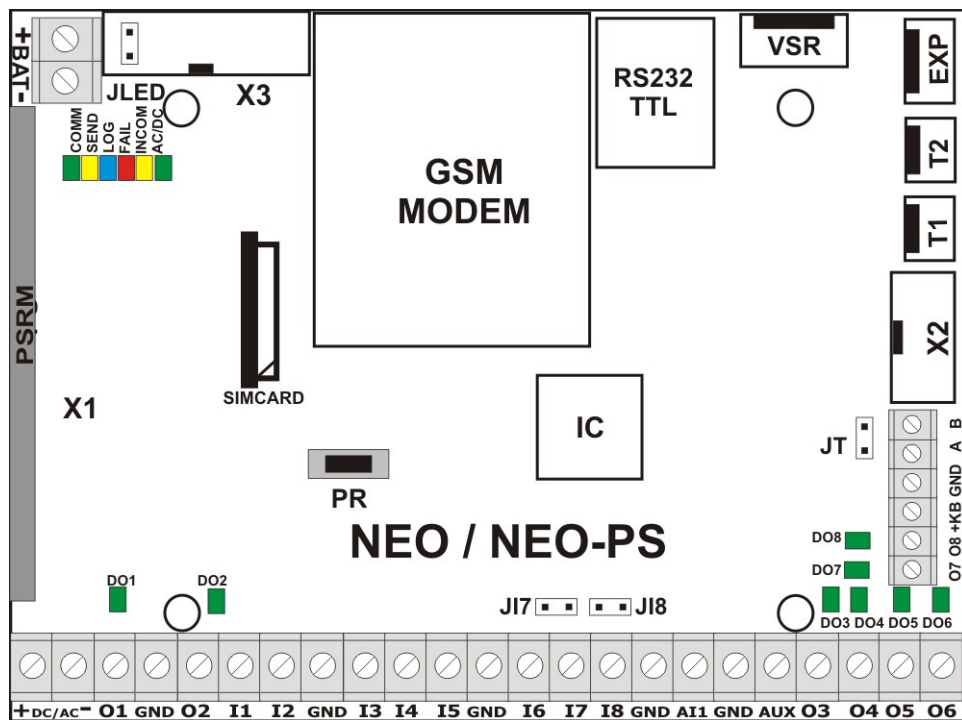 +BAT-
JLED
X3
COMM
SEND
LOG
FAIL
INCOM
AC/DC
GSM
MODEM
RS232
TTL
VSR
EXP
T2
T1
X2
PSRM
X1
SIMCARD
IC
PR
JT
B
A
GND
+KB
O8
O7
NEO / NEO-PS
DO8
DO7
DO1
DO2
JI7
JI8
DO3 DO4 DO5 DO6
+DC/AC- O1 GND O2 I1 I2 GND I3 I4 I5 GND I6 I7 I8 GND AI1 GND AUX O3 O4 O5 O6